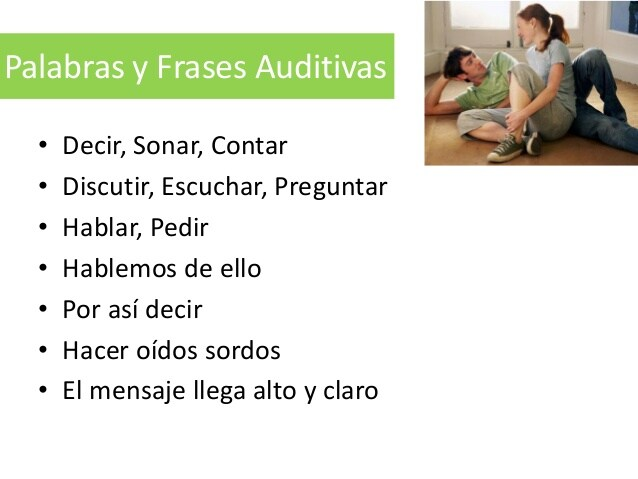 Palabras y Frases Auditivas
• Decir, Sonar, Contar
• Discutir, Escuchar, Preguntar
• Hablar, Pedir
• Hablemos de ello
• Por así decir
• Hacer oídos sordos
• El mensaje llega alto y claro